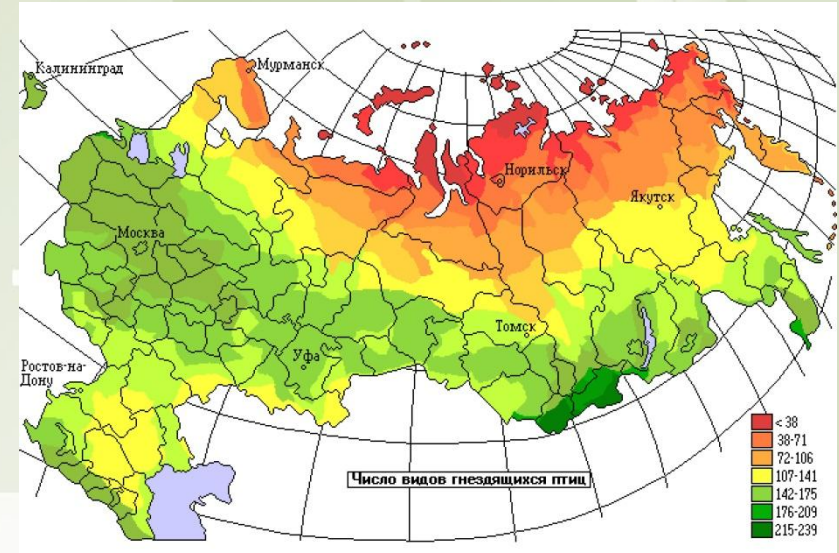 Калининград
Мурманск
Норильск
Якутск
Москва
Томск
Уфа
Ростов-на-
Дону
Число видов гнездящихся птиц
< 38
38-71
72-106
107-141
142-175
176-209
215-239